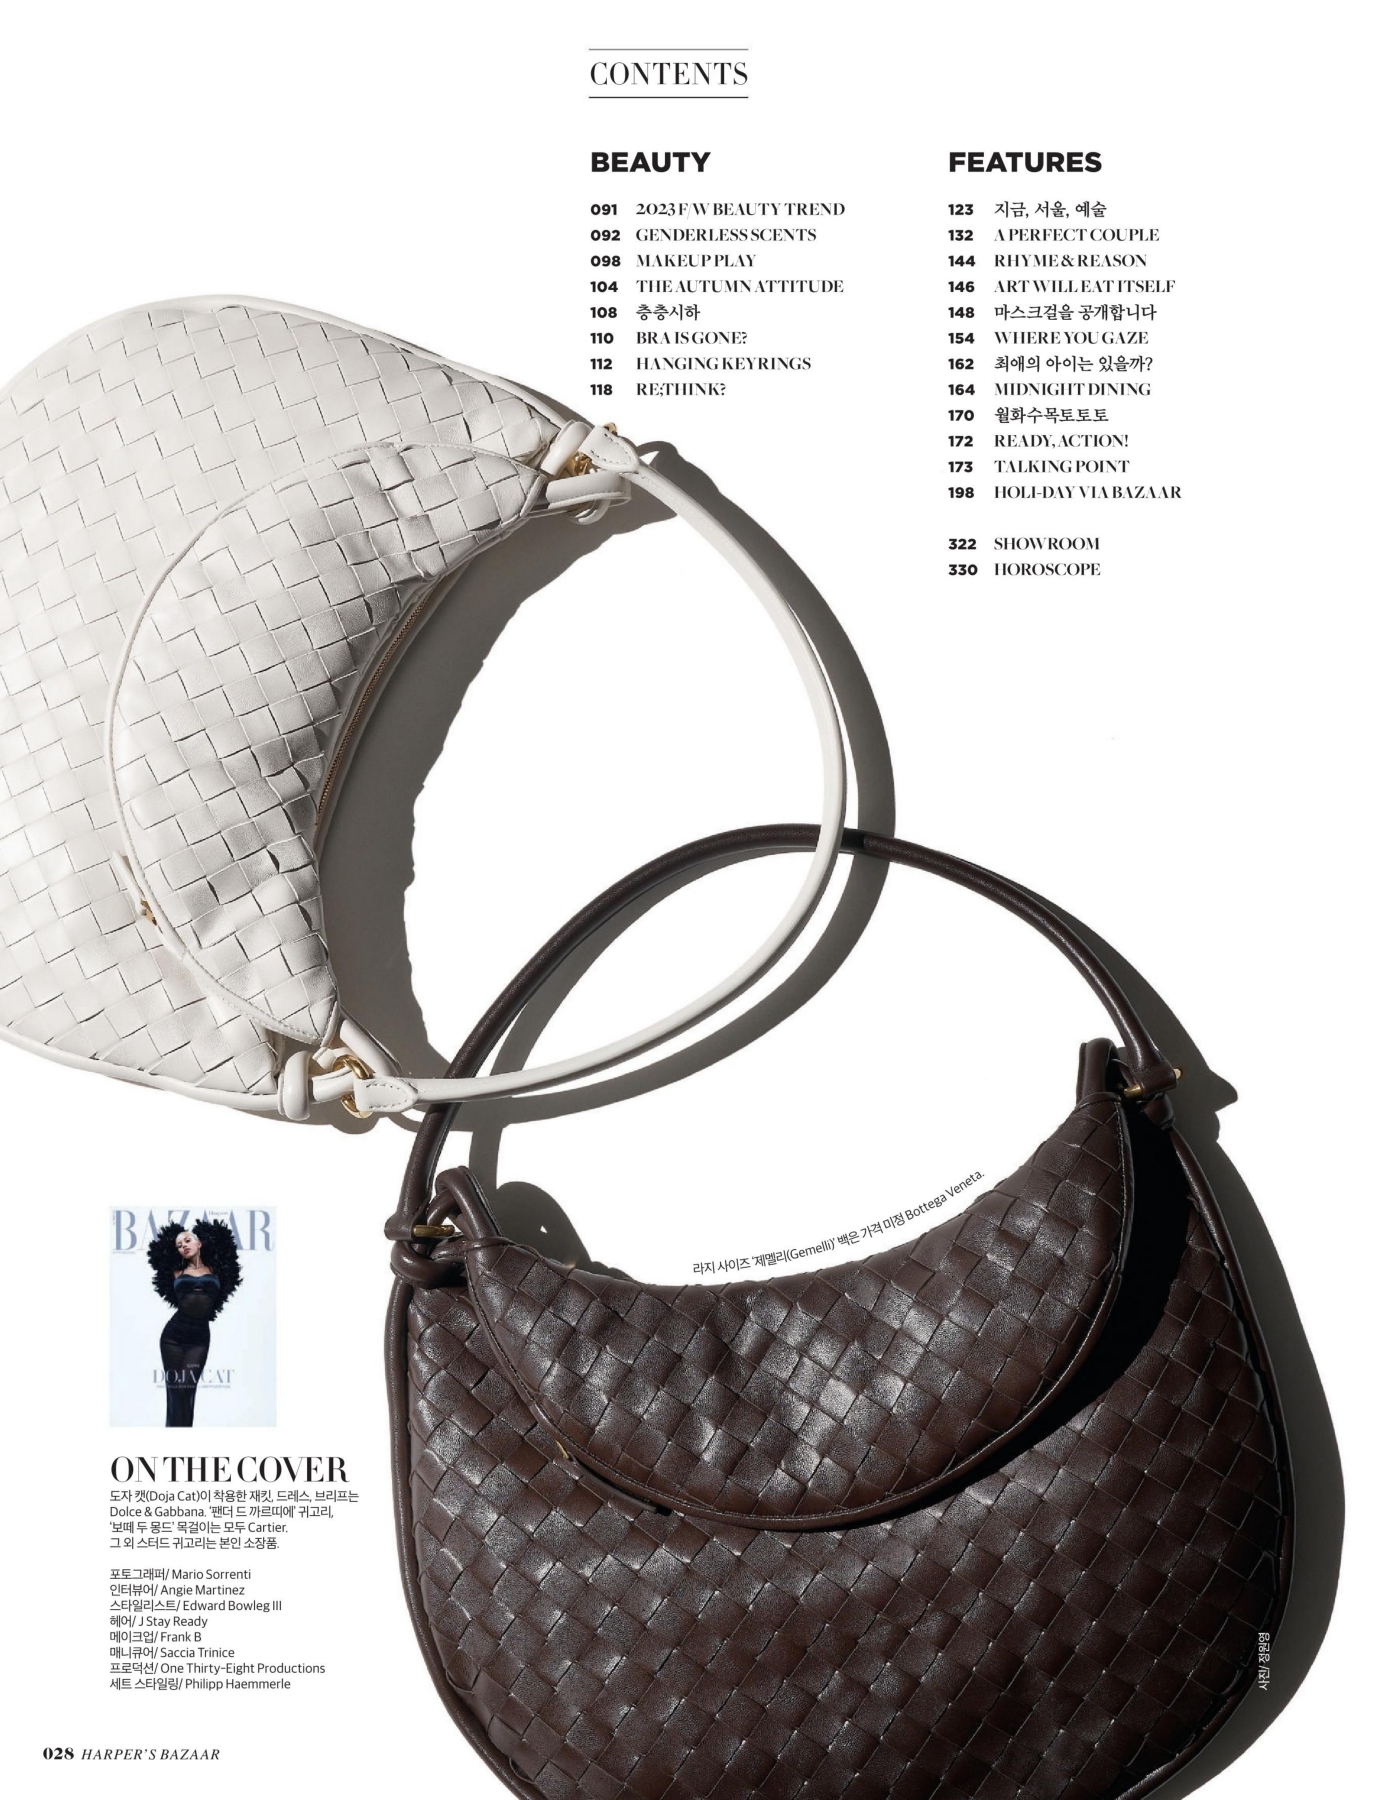 CONTENTS
BEAUTY
091 2023 F/W BEAUTY TREND
092 GENDERLESS SCENTS
098 MAKEUP PLAY
104 THE AUTUMN ATTITUDE
108 층층시하
110 BRA IS GONE?
112 HANGING KEYRINGS
118 RE;THINK?
FEATURES
123 지금, 서울, 예술
132 A PERFECT COUPLE
144 RHYME & REASON
146 ART WILL EAT ITSELF
148 마스크걸을 공개합니다
154 WHERE YOU GAZE
162 최애의 아이는 있을까?
164 MIDNIGHT DINING
170 월화수목토토토
172 READY, ACTION!
173 TALKING POINT
198 HOLI-DAY VIA BAZAAR
322 SHOWROOM
330 HOROSCOPE
라지 사이즈 '제멜리(Gemelli)' 백은 가격 미정 Bottega Veneta.
BAZAAR
DOJA CAT
ON THE COVER
도자 캣(Doja Cat)이 착용한 재킷, 드레스, 브리프는
Dolce & Gabbana. '팬더 드 까르띠에' 귀고리,
'보떼 두 몽드' 목걸이는 모두 Cartier.
그 외 스터드 귀고리는 본인 소장품.
포토그래퍼/ Mario Sorrenti
인터뷰어/ Angie Martinez
스타일리스트/ Edward Bowleg III
헤어/ J Stay Ready
메이크업/ Frank B
매니큐어/ Saccia Trinice
프로덕션/ One Thirty-Eight Productions
세트 스타일링/ Philipp Haemmerle
028 HARPER'S BAZAAR